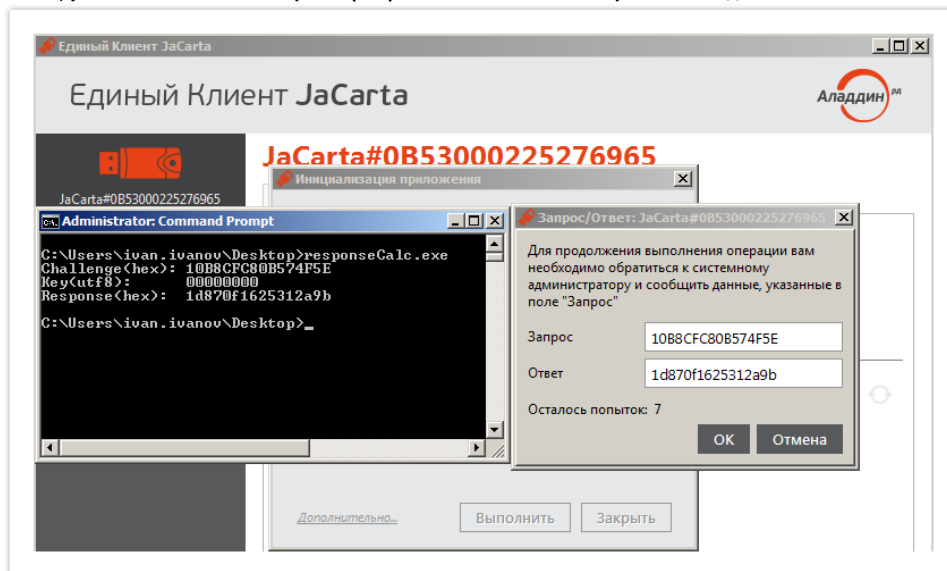 Единый Клиент JaCarta
Единый Клиент JaCarta
Аладдин РД
JaCarta#0B53000225276965
JaCarta#0B53000225276965
Инициализация приложения
Administrator: Command Prompt
C:\Users\ivan.ivanov\Desktop>responseCalc.exe
Challenge(hex): 10B8CFC80B574F5E
Key(utf8): 00000000
Response(hex): 1d870f1625312a9b
C:\Users\ivan.ivanov\Desktop>_
Запрос/Ответ: JaCarta#0B53000225276965
Для продолжения выполнения операции вам
необходимо обратиться к системному
администратору и сообщить данные, указанные в
поле "Запрос"
Запрос 10B8CFC80B574F5E
Ответ 1d870f1625312a9b
Осталось попыток: 7
ОК Отмена
Дополнительно... Выполнить Закрыть